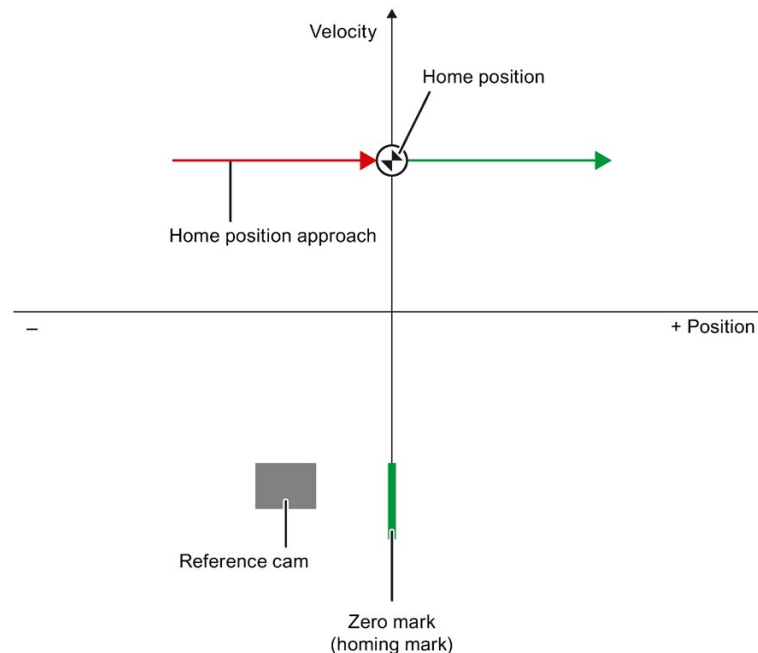 Velocity
Home position
Home position approach
–
+ Position
Reference cam
Zero mark
(homing mark)